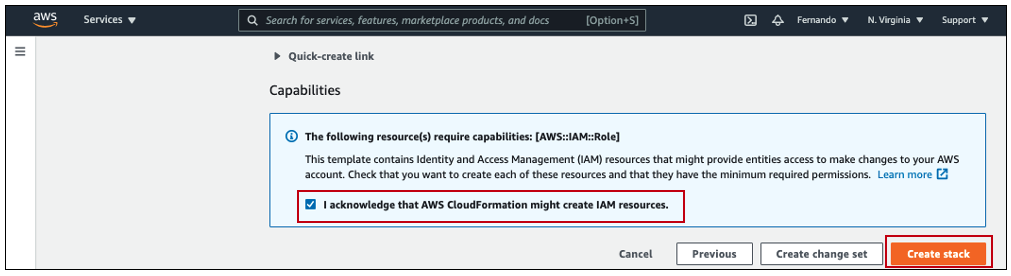 aws Services Search for services, features, marketplace products, and docs [Option+S] Fernando N. Virginia Support
Quick-create link
Capabilities
The following resource(s) require capabilities: [AWS::IAM::Role]
This template contains Identity and Access Management (IAM) resources that might provide entities access to make changes to your AWS
account. Check that you want to create each of these resources and that they have the minimum required permissions. Learn more
I acknowledge that AWS CloudFormation might create IAM resources.
Cancel Previous Create change set Create stack